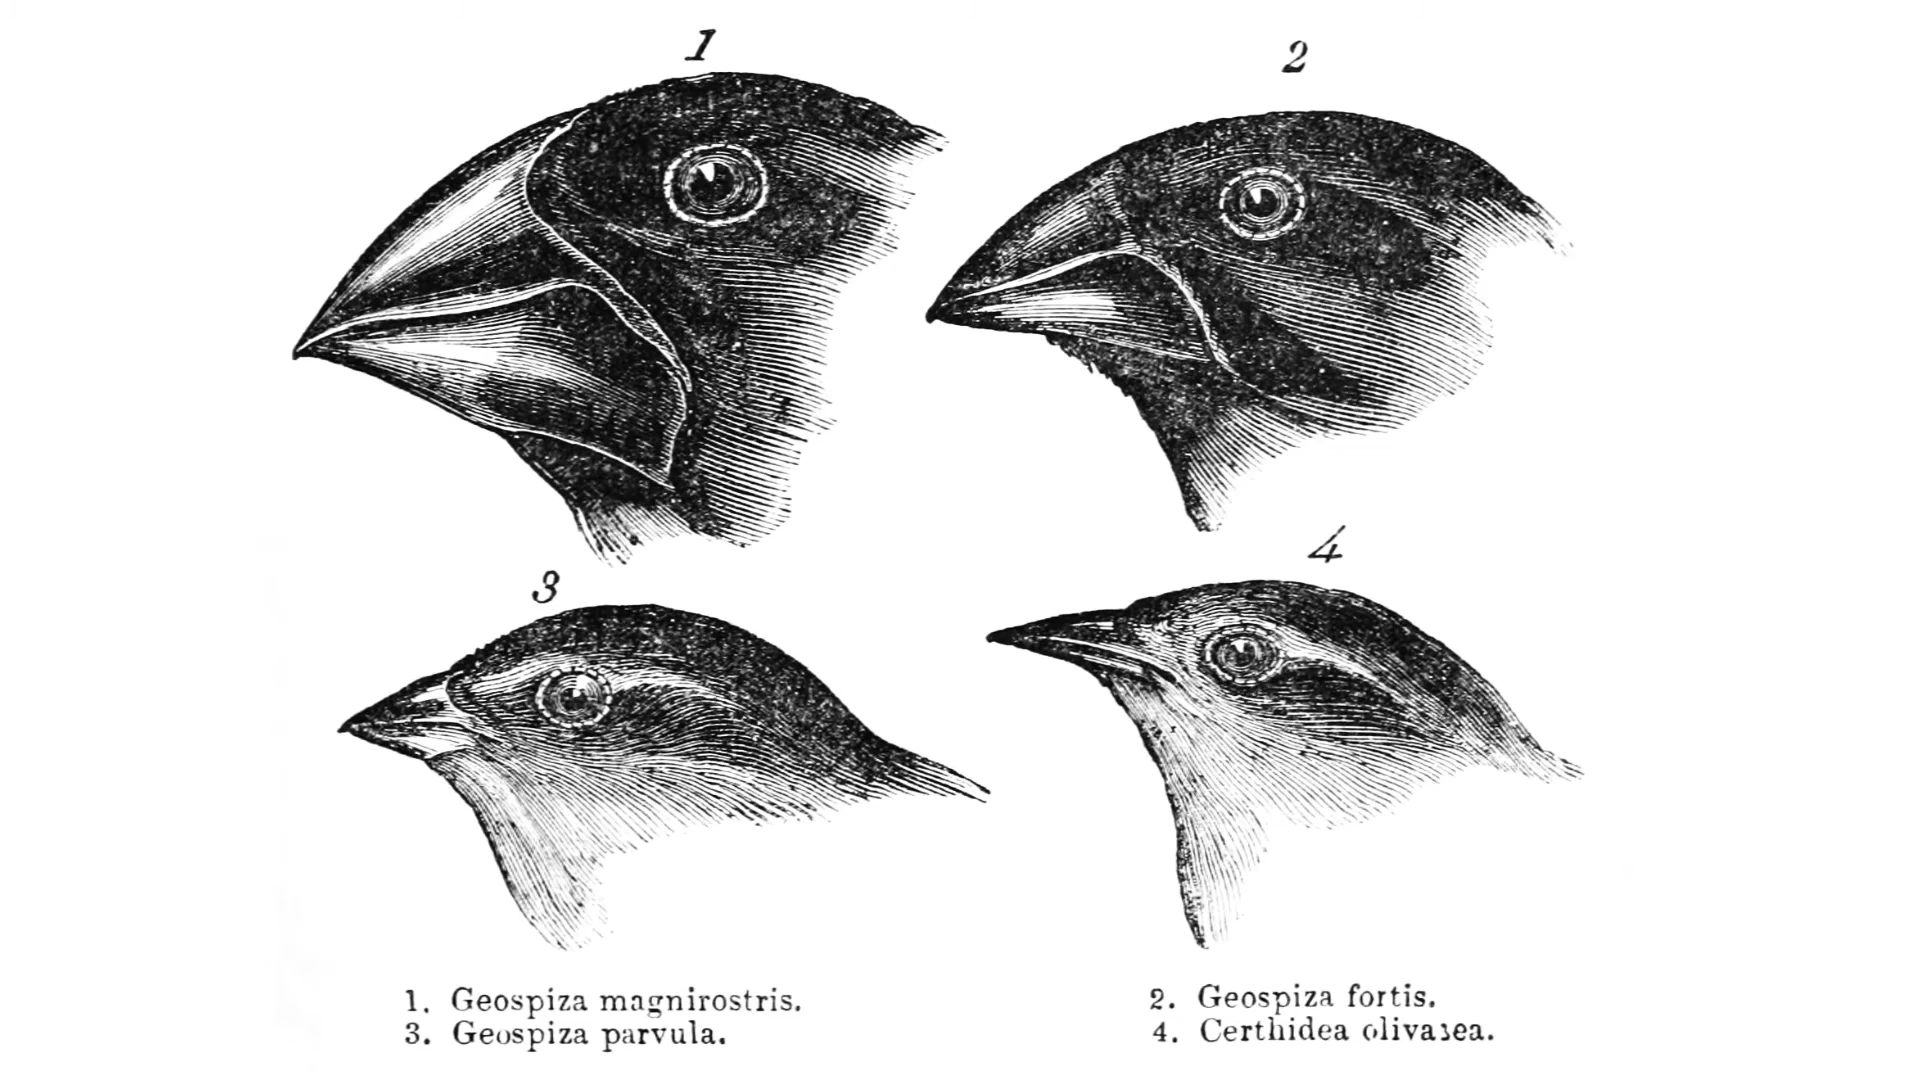 1
2
3
4
1. Geospiza magnirostris.
2. Geospiza fortis.
3. Geospiza parvula.
4. Certhidea olivasea.